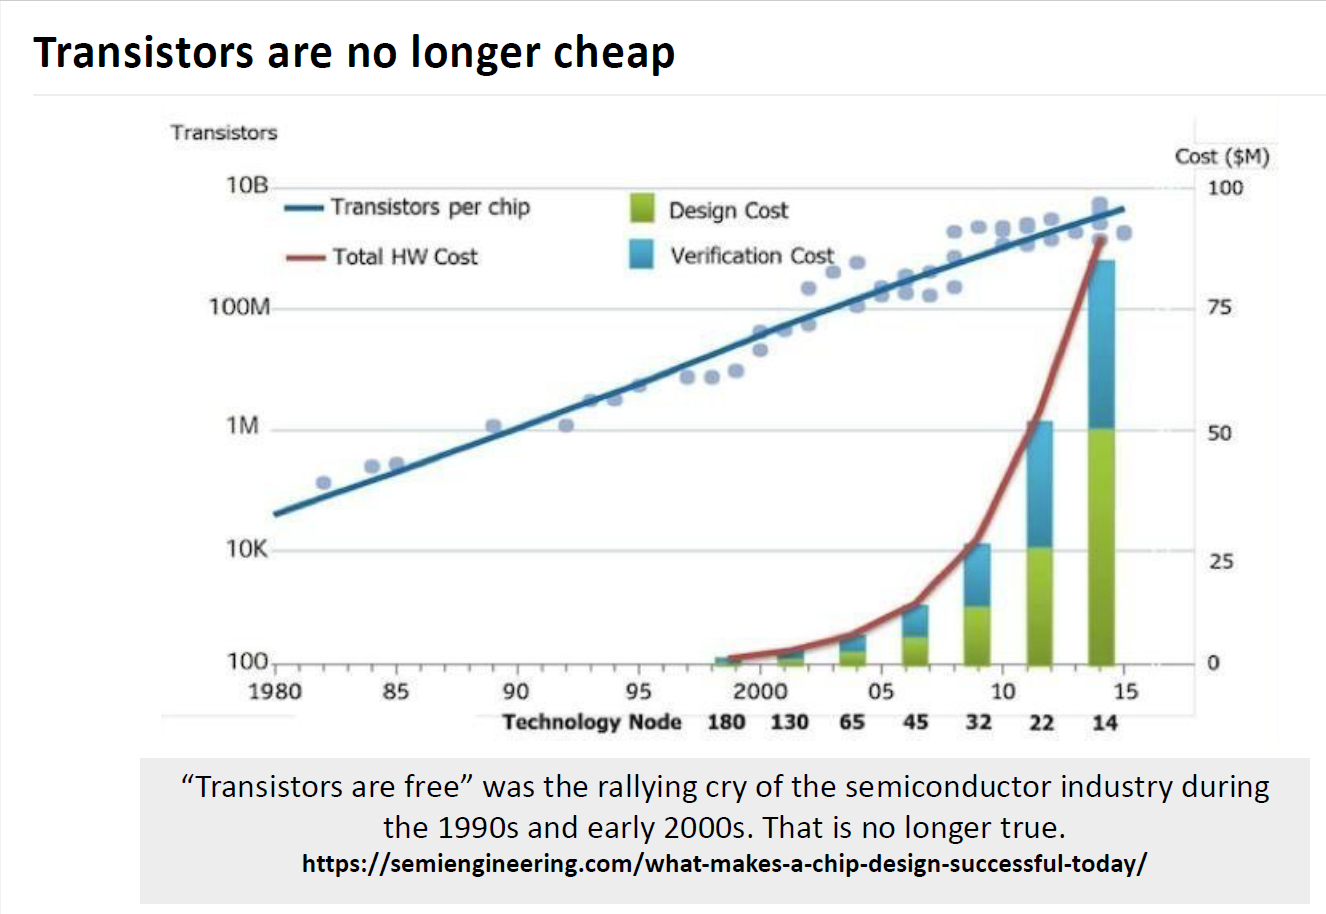 Transistors are no longer cheap
Transistors
Cost ($M)
10B
100
Transistors per chip
Design Cost
Total HW Cost
Verification Cost
100M
75
1M
50
10K
25
100
0
1980 85 90 95 2000 05 10 15
Technology Node 180 130 65 45 32 22 14
“Transistors are free” was the rallying cry of the semiconductor industry during
the 1990s and early 2000s. That is no longer true.
https://semiengineering.com/what-makes-a-chip-design-successful-today/